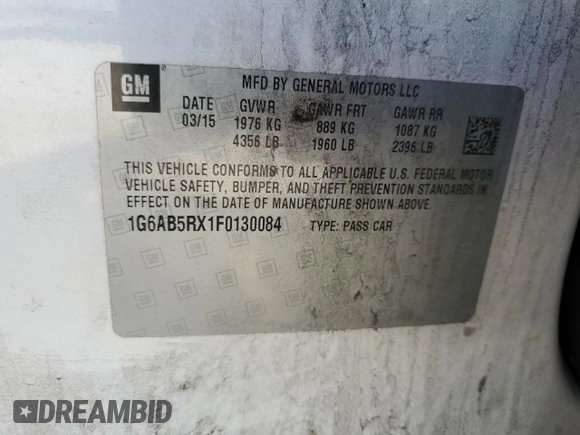 GM
MFD BY GENERAL MOTORS LLC
DATE GVWR GAWR FRT GAWR RR
03/15 1976 KG 889 KG 1087 KG
4356 LB 1960 LB 2396 LB
THIS VEHICLE CONFORMS TO ALL APPLICABLE U.S. FEDERAL MOTOR
VEHICLE SAFETY, BUMPER, AND THEFT PREVENTION STANDARDS IN
EFFECT ON THE DATE OF MANUFACTURE SHOWN ABOVE.
1G6AB5RX1F0130084 TYPE: PASS CAR
DREAMBID